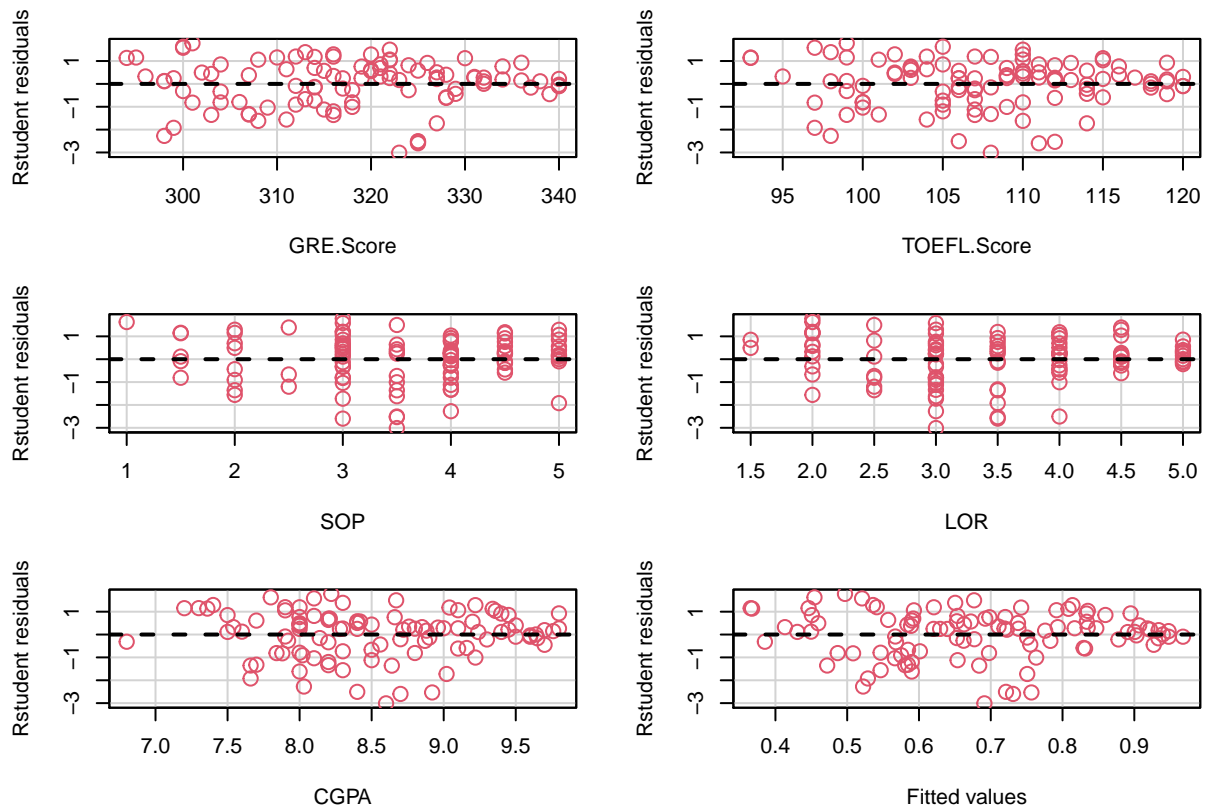 Rstudent residuals
1
-1
-3
300 310 320 330 340
GRE.Score
Rstudent residuals
1
-1
-3
95 100 105 110 115 120
TOEFL.Score
Rstudent residuals
1
-1
-3
1 2 3 4 5
SOP
Rstudent residuals
1
-1
-3
1.5 2.0 2.5 3.0 3.5 4.0 4.5 5.0
LOR
Rstudent residuals
1
-1
-3
7.0 7.5 8.0 8.5 9.0 9.5
CGPA
Rstudent residuals
1
-1
-3
0.4 0.5 0.6 0.7 0.8 0.9
Fitted values